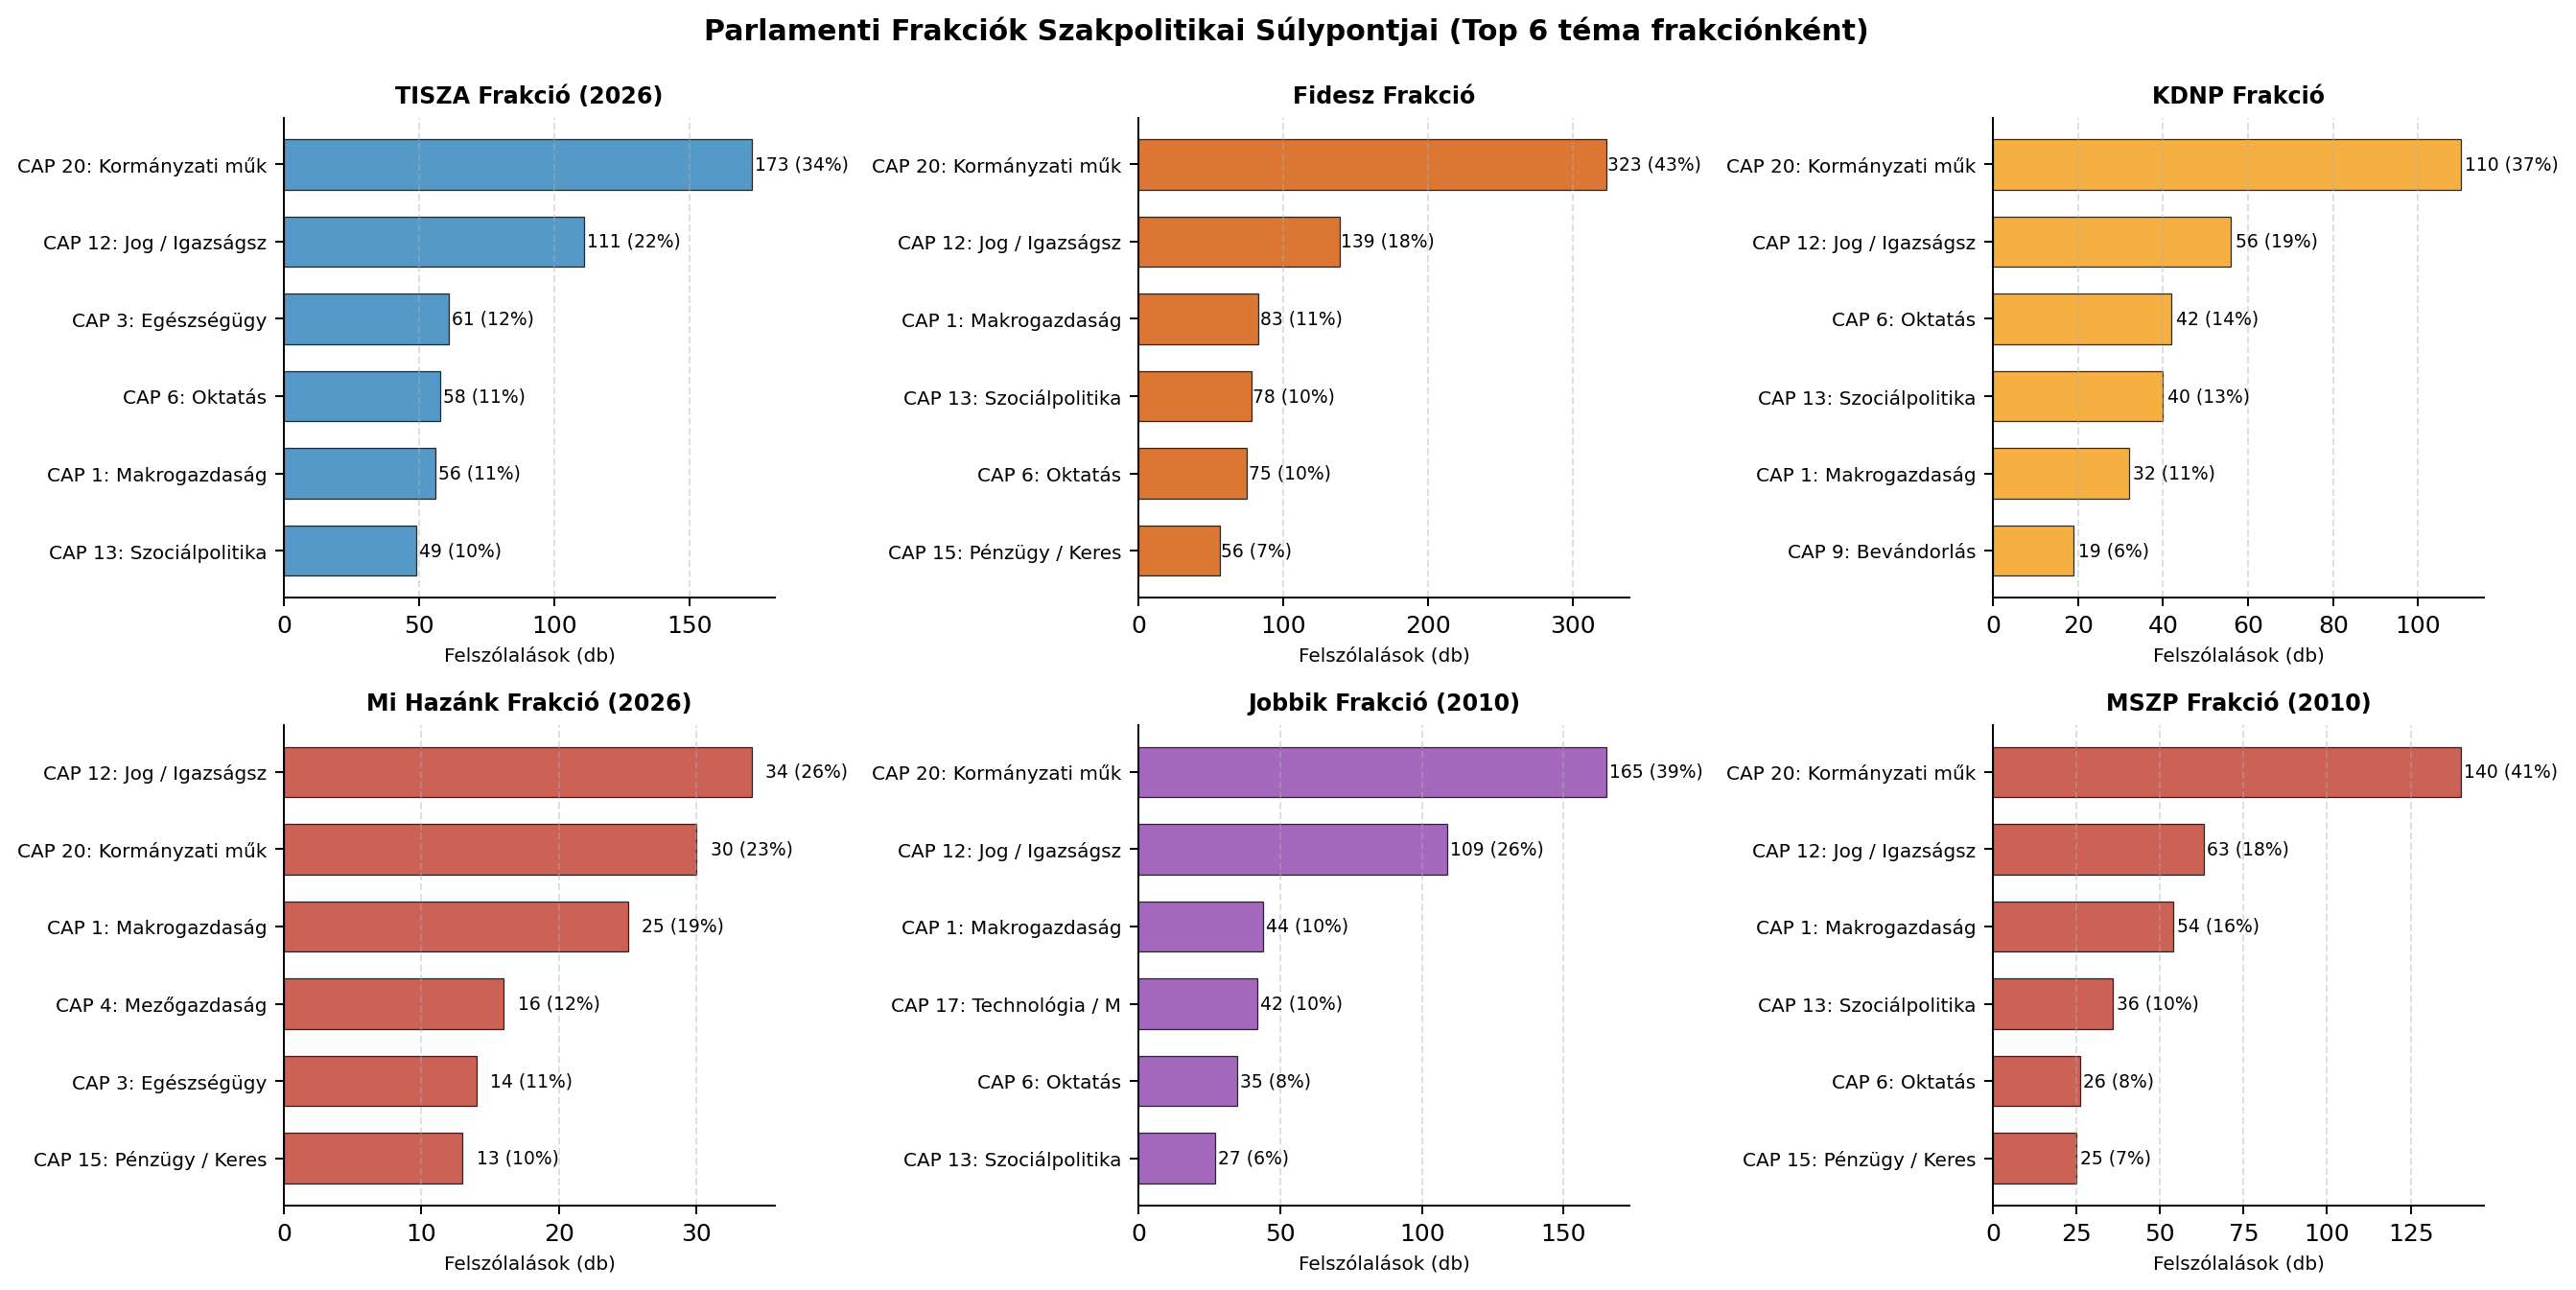 Parlamenti Frakciók Szakpolitikai Súlypontjai (Top 6 téma frakciónként)
TISZA Frakció (2026)
CAP 20: Kormányzati műk
173 (34%)
CAP 12: Jog / Igazságsz
111 (22%)
CAP 3: Egészségügy
61 (12%)
CAP 6: Oktatás
58 (11%)
CAP 1: Makrogazdaság
56 (11%)
CAP 13: Szociálpolitika
49 (10%)
0 50 100 150
Felszólalások (db)
Fidesz Frakció
CAP 20: Kormányzati műk
323 (43%)
CAP 12: Jog / Igazságsz
139 (18%)
CAP 1: Makrogazdaság
83 (11%)
CAP 13: Szociálpolitika
78 (10%)
CAP 6: Oktatás
75 (10%)
CAP 15: Pénzügy / Keres
56 (7%)
0 100 200 300
Felszólalások (db)
KDNP Frakció
CAP 20: Kormányzati műk
110 (37%)
CAP 12: Jog / Igazságsz
56 (19%)
CAP 6: Oktatás
42 (14%)
CAP 13: Szociálpolitika
40 (13%)
CAP 1: Makrogazdaság
32 (11%)
CAP 9: Bevándorlás
19 (6%)
0 20 40 60 80 100
Felszólalások (db)
Mi Hazánk Frakció (2026)
CAP 12: Jog / Igazságsz
34 (26%)
CAP 20: Kormányzati műk
30 (23%)
CAP 1: Makrogazdaság
25 (19%)
CAP 4: Mezőgazdaság
16 (12%)
CAP 3: Egészségügy
14 (11%)
CAP 15: Pénzügy / Keres
13 (10%)
0 10 20 30
Felszólalások (db)
Jobbik Frakció (2010)
CAP 20: Kormányzati műk
165 (39%)
CAP 12: Jog / Igazságsz
109 (26%)
CAP 1: Makrogazdaság
44 (10%)
CAP 17: Technológia / M
42 (10%)
CAP 6: Oktatás
35 (8%)
CAP 13: Szociálpolitika
27 (6%)
0 50 100 150
Felszólalások (db)
MSZP Frakció (2010)
CAP 20: Kormányzati műk
140 (41%)
CAP 12: Jog / Igazságsz
63 (18%)
CAP 1: Makrogazdaság
54 (16%)
CAP 13: Szociálpolitika
36 (10%)
CAP 6: Oktatás
26 (8%)
CAP 15: Pénzügy / Keres
25 (7%)
0 25 50 75 100 125
Felszólalások (db)